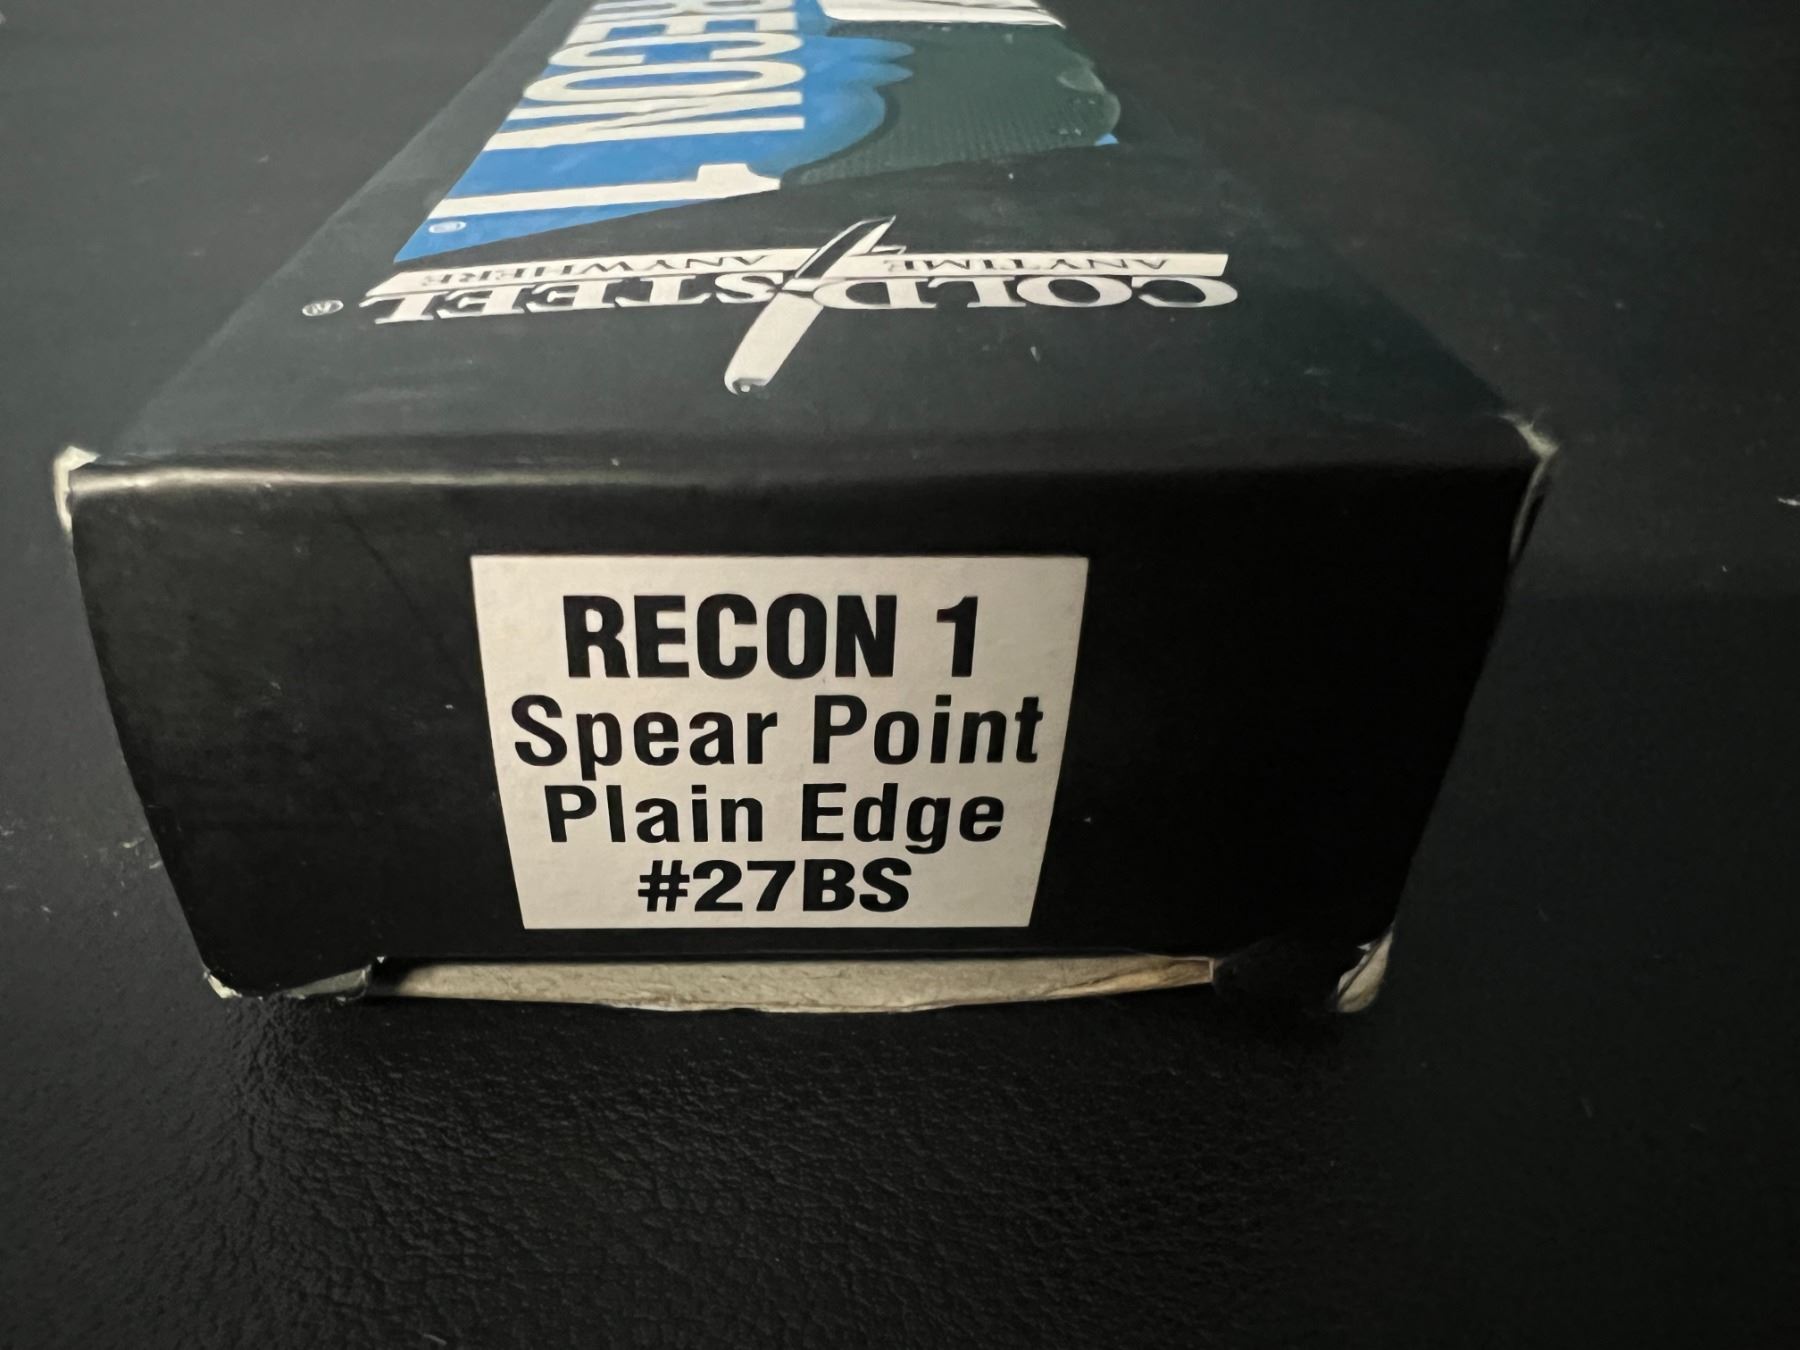 RECON 1®
COLD STEEL®
ANYTIME ANYWHERE
RECON 1
Spear Point
Plain Edge
#27BS